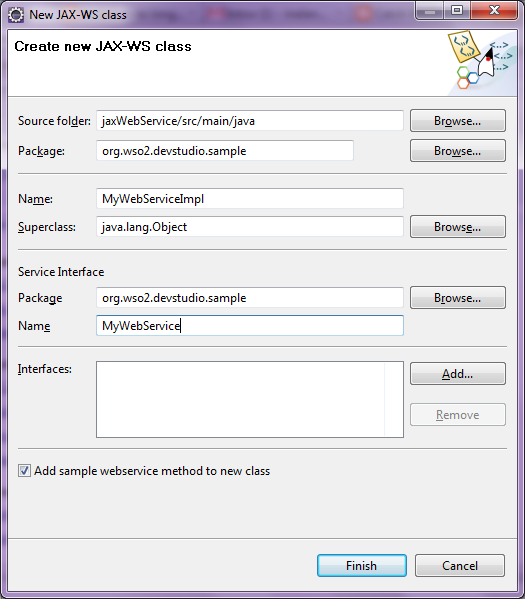 New JAX-WS class
Create new JAX-WS class
Source folder: jaxWebService/src/main/java Browse...
Package: org.wso2.devstudio.sample Browse...
Name: MyWebServiceImpl
Superclass: java.lang.Object Browse...
Service Interface
Package org.wso2.devstudio.sample Browse...
Name MyWebService
Interfaces: Add...
Remove
Add sample webservice method to new class
Finish Cancel